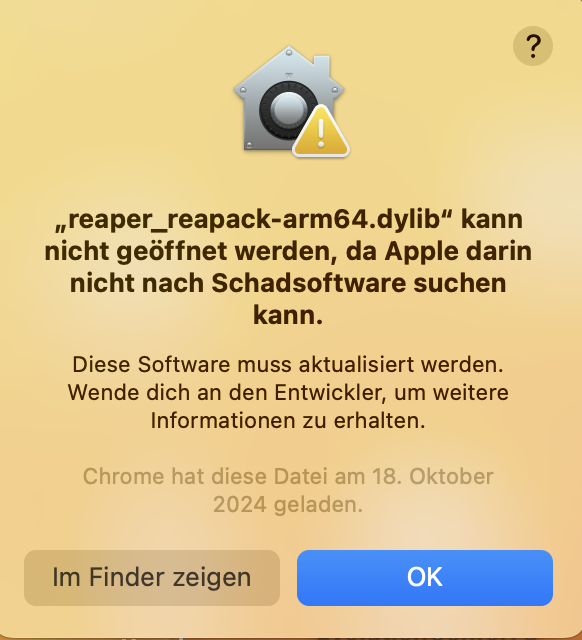 ?
„reaper_reapack-arm64.dylib“ kann
nicht geöffnet werden, da Apple darin
nicht nach Schadsoftware suchen
kann.
Diese Software muss aktualisiert werden.
Wende dich an den Entwickler, um weitere
Informationen zu erhalten.
Chrome hat diese Datei am 18. Oktober
2024 geladen.
Im Finder zeigen
OK